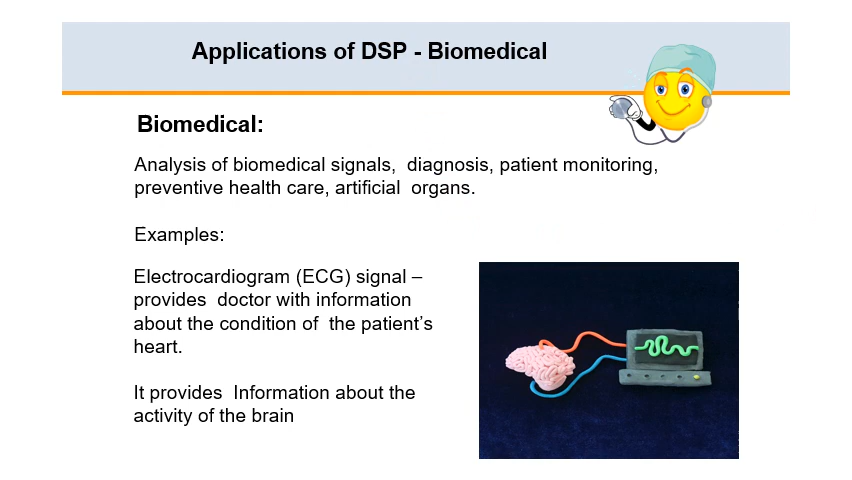 Applications of DSP - Biomedical
Biomedical:
Analysis of biomedical signals, diagnosis, patient monitoring,
preventive health care, artificial organs.
Examples:
Electrocardiogram (ECG) signal –
provides doctor with information
about the condition of the patient's
heart.
It provides Information about the
activity of the brain